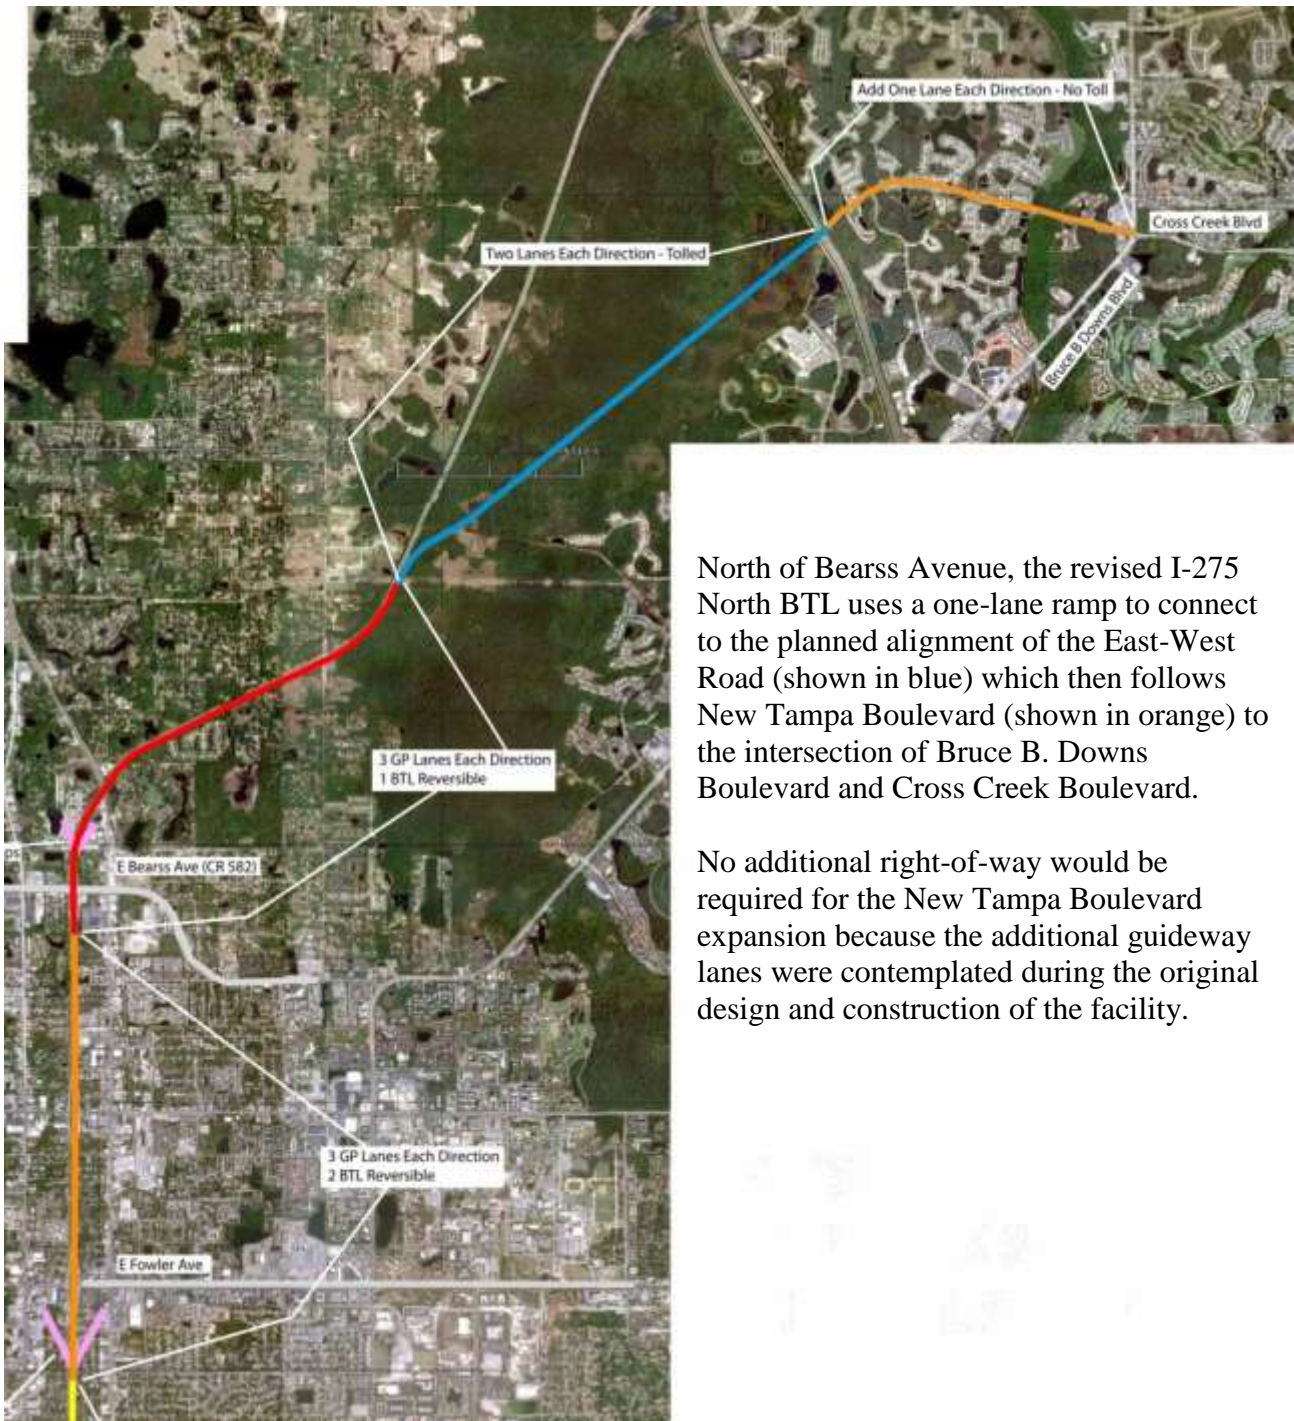 Add One Lane Each Direction - No Toll
Cross Creek Blvd
Two Lanes Each Direction - Tolled
Bruce B Downs Blvd
North of Bearss Avenue, the revised I-275
North BTL uses a one-lane ramp to connect
to the planned alignment of the East-West
Road (shown in blue) which then follows
New Tampa Boulevard (shown in orange) to
the intersection of Bruce B. Downs
Boulevard and Cross Creek Boulevard.
No additional right-of-way would be
required for the New Tampa Boulevard
expansion because the additional guideway
lanes were contemplated during the original
design and construction of the facility.
3 GP Lanes Each Direction
1 BTL Reversible
E Bearss Ave (CR 582)
3 GP Lanes Each Direction
2 BTL Reversible
E Fowler Ave